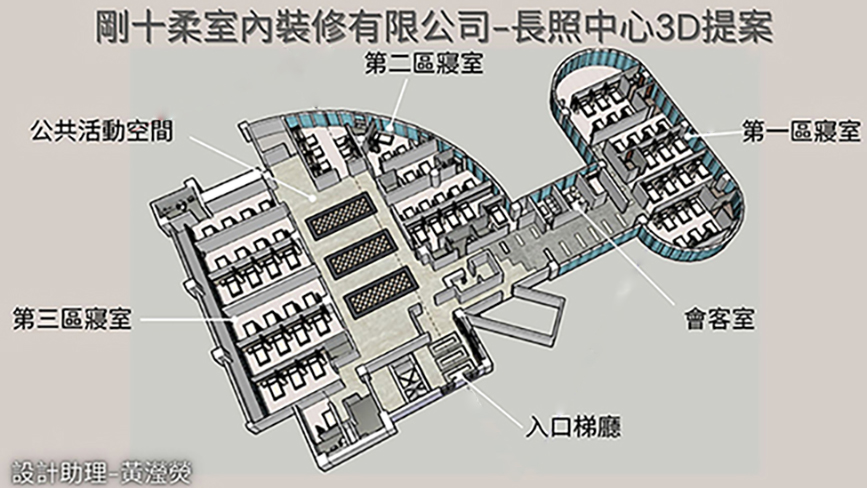 剛十柔室內裝修有限公司-長照中心3D提案
第二區寢室
公共活動空間
第一區寢室
第三區寢室
會客室
入口梯廳
設計助理-黃瀅熒